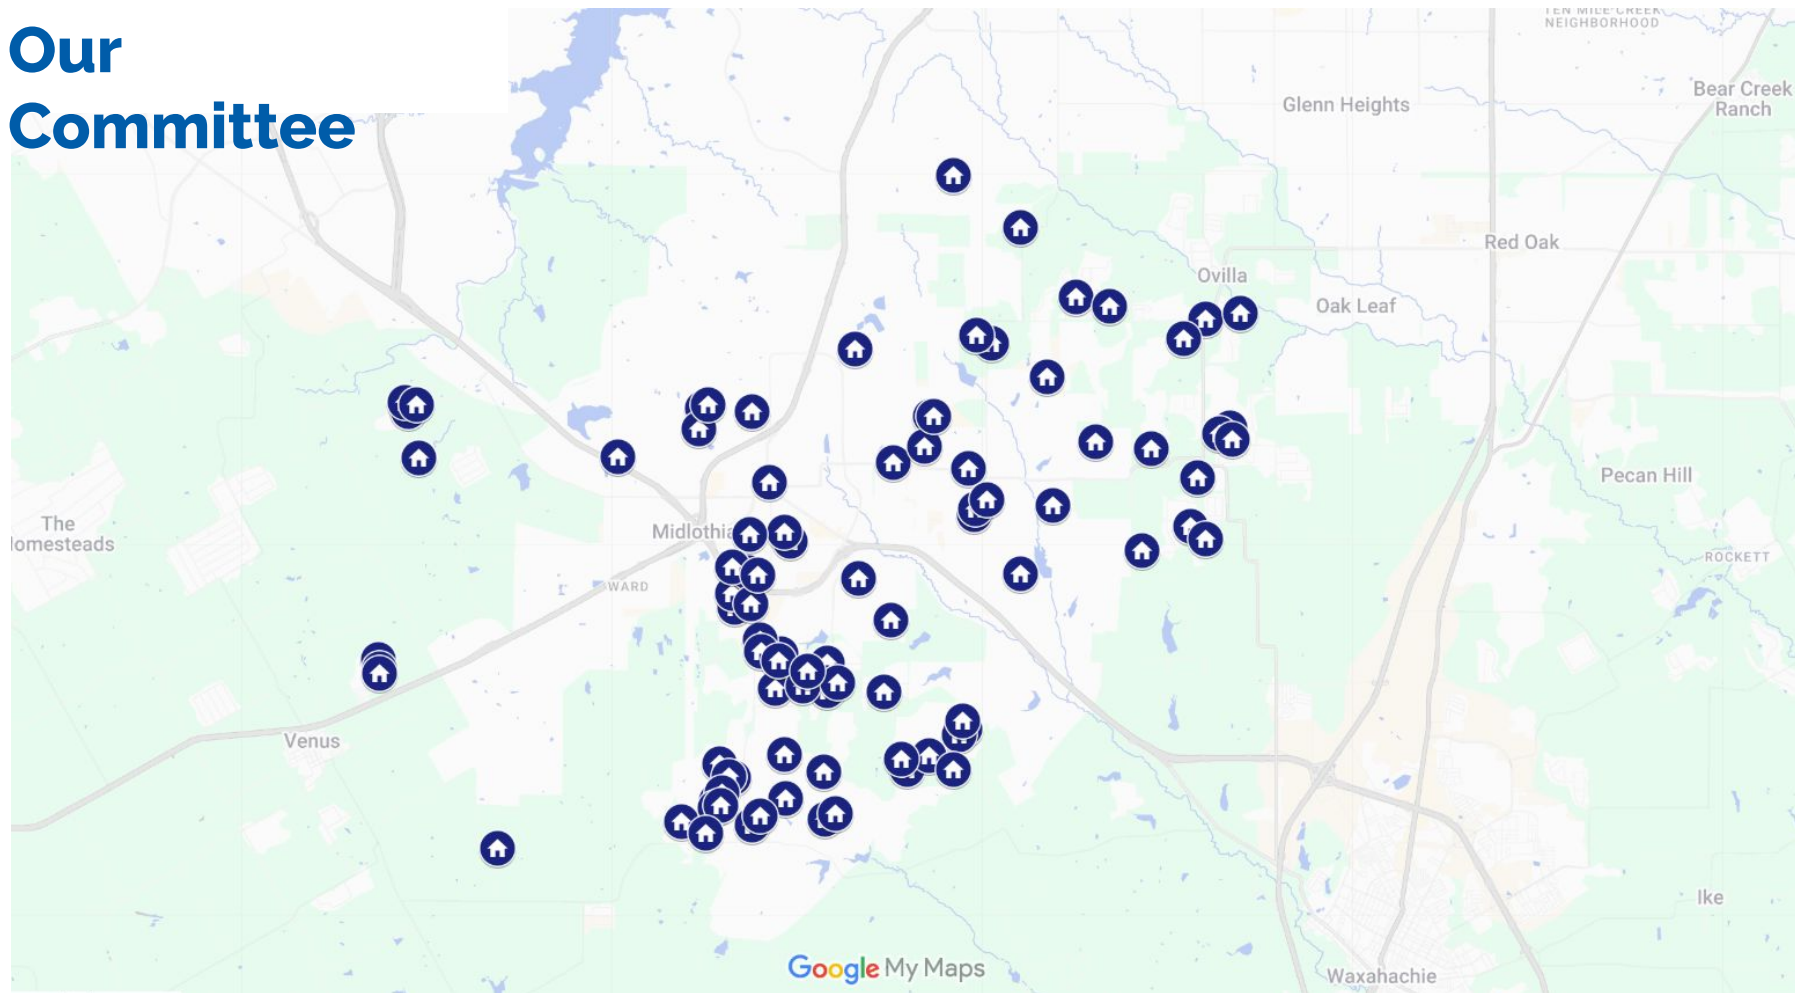 Our
Committee
TEN MILE CREEK
NEIGHBORHOOD
Glenn Heights
Bear Creek
Ranch
Red Oak
Ovilla
Oak Leaf
Pecan Hill
The
Homesteads
Midlothia
WARD
ROCKETT
Venus
Ike
Waxahachie
Google My Maps